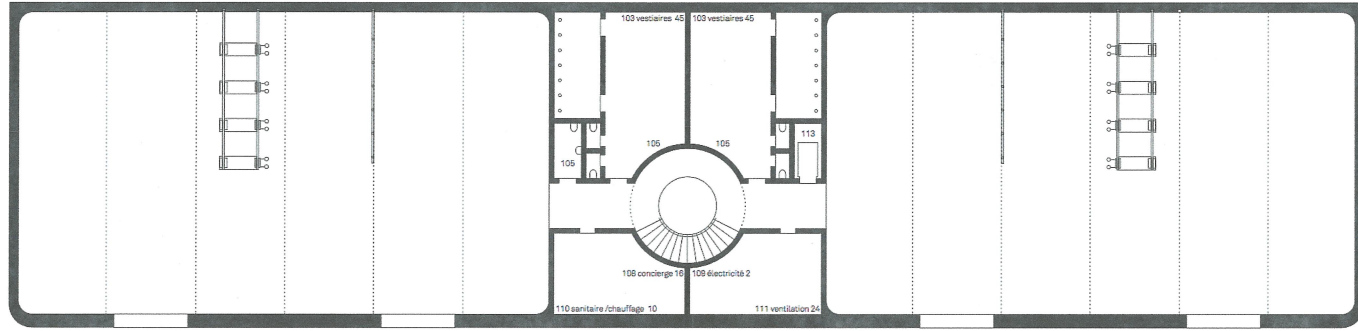 103 vestiaires 45
103 vestiaires 45
113
105
105
105
108 concierge 16
109 électricité 2
110 sanitaire /chauffage 10
111 ventilation 24